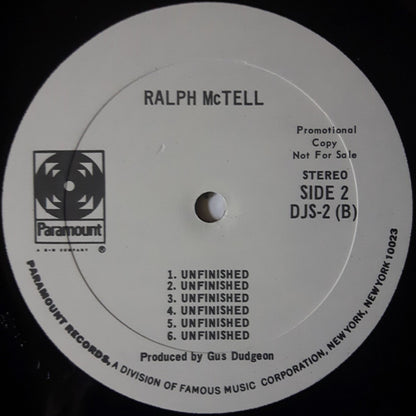 RALPH McTELL
Promotional
Copy
Not For Sale
STEREO
SIDE 2
DJS-2 (B)
Paramount
A G+W COMPANY ®
1. UNFINISHED
2. UNFINISHED
3. UNFINISHED
4. UNFINISHED
5. UNFINISHED
6. UNFINISHED
Produced by Gus Dudgeon
PARAMOUNT RECORDS, A DIVISION OF FAMOUS MUSIC CORPORATION, NEW YORK, NEW YORK 10023